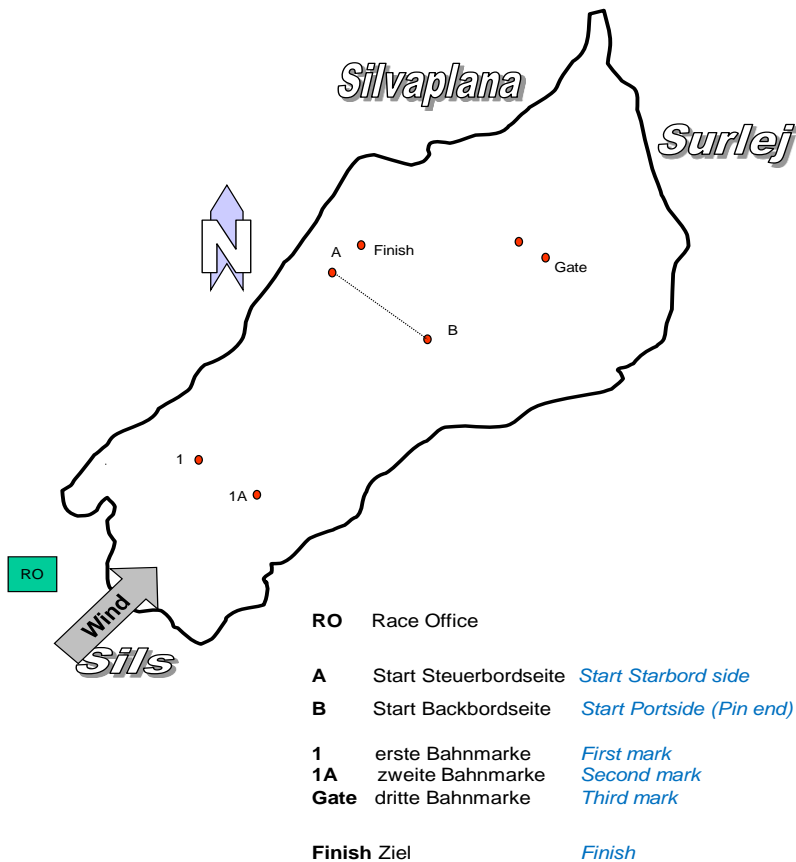 Silvaplana
Surlej
N
A
Finish
Gate
B
1
1A
RO
Wind
Sils
RO Race Office
A Start Steuerbordseite Start Starbord side
B Start Backbordseite Start Portside (Pin end)
1 erste Bahnmarke First mark
1A zweite Bahnmarke Second mark
Gate dritte Bahnmarke Third mark
Finish Ziel Finish